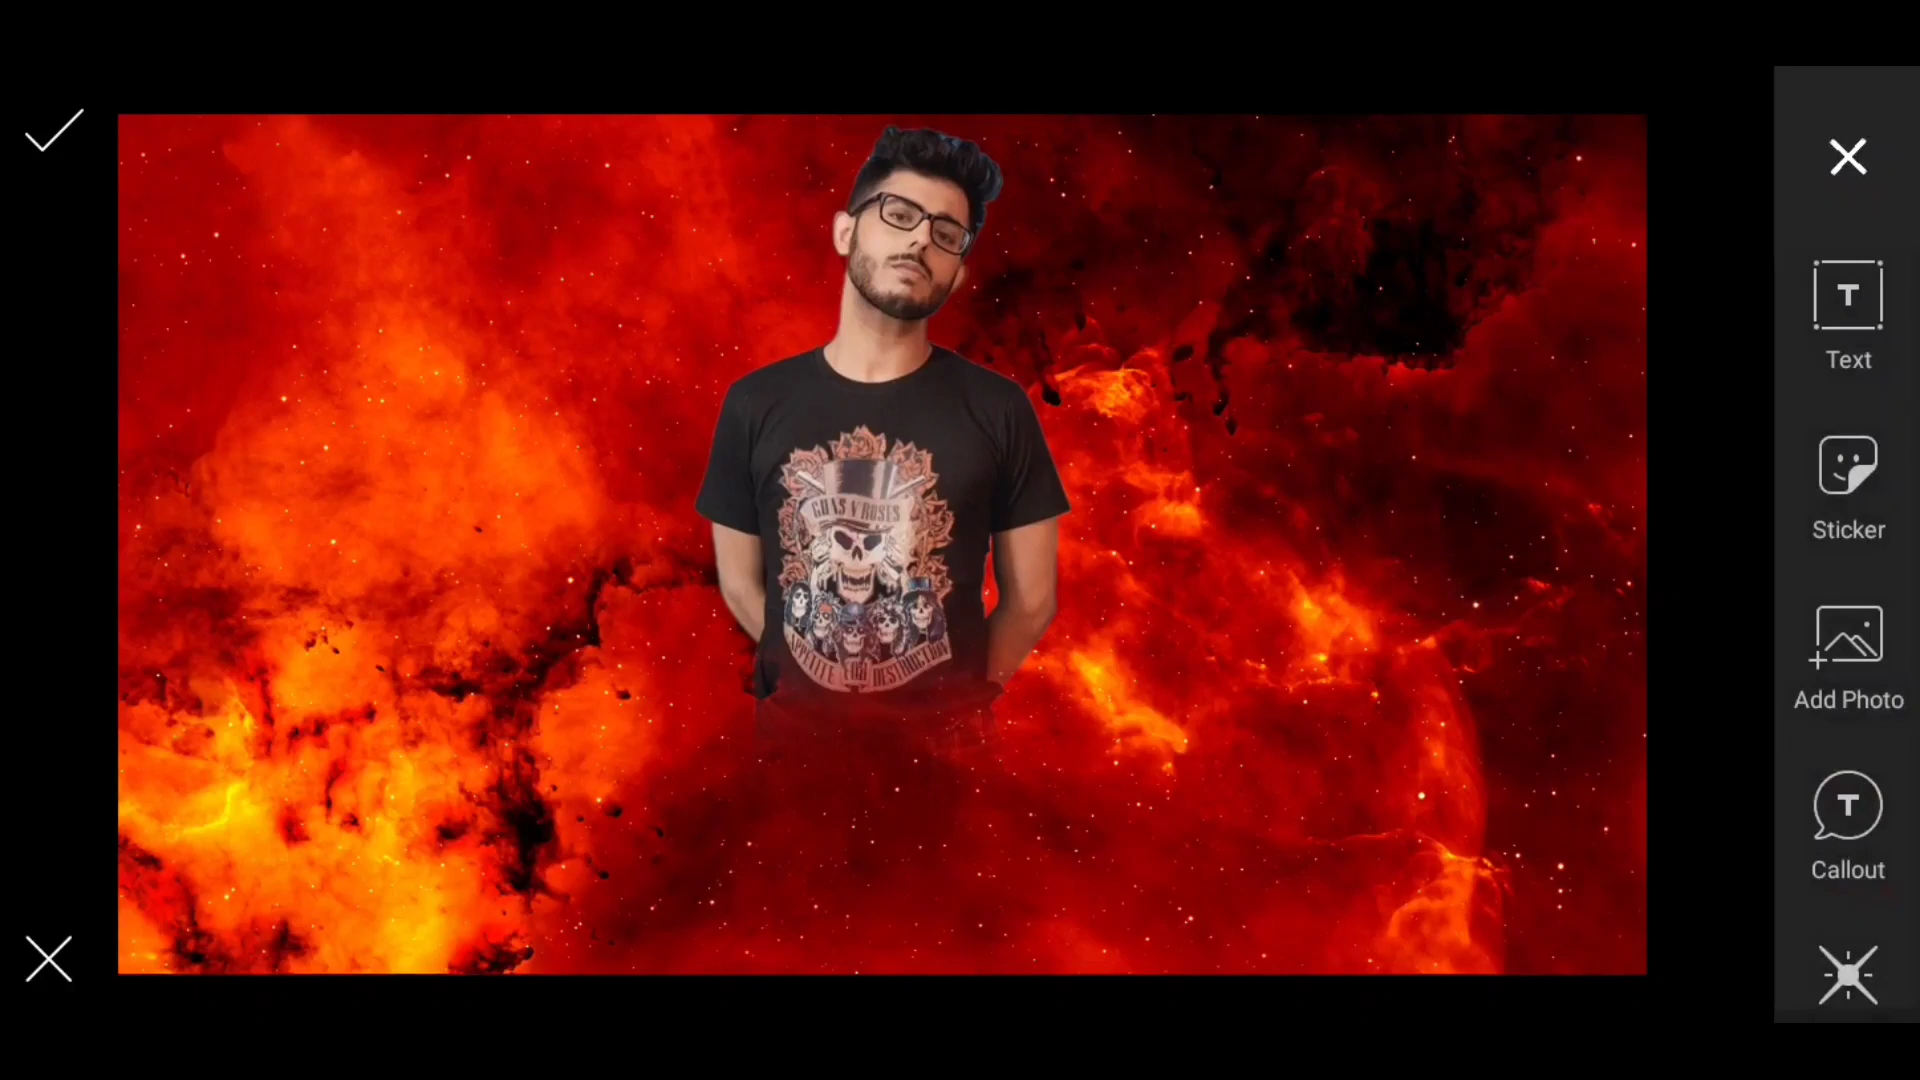 GUNS N' ROSES
APPETITE FOR DESTRUCTION
T
Text
Sticker
Add Photo
T
Callout